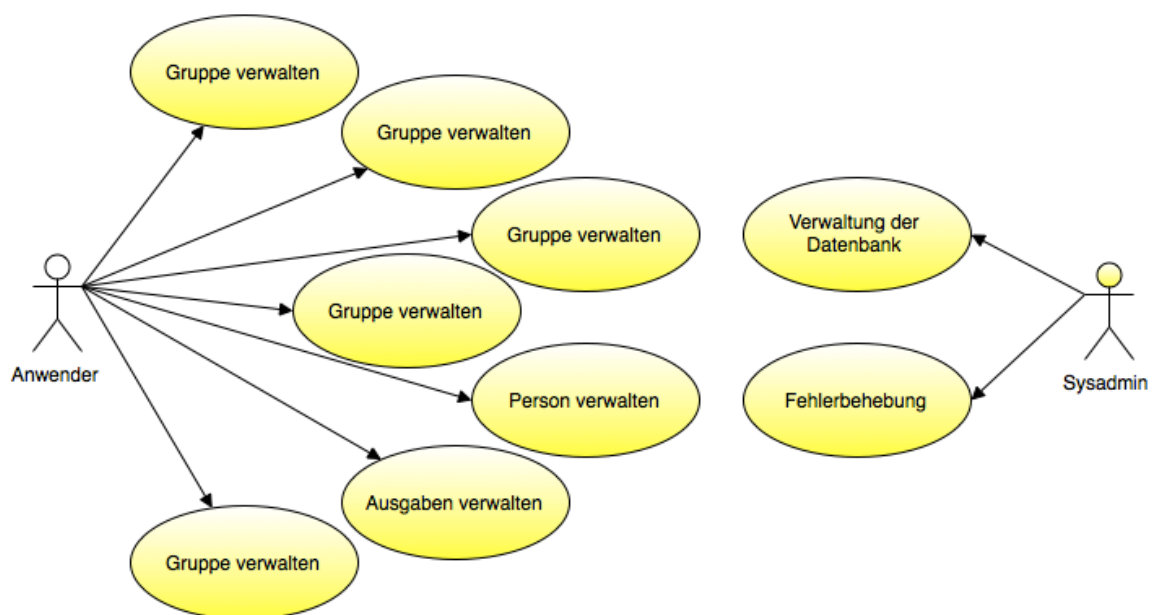 Gruppe verwalten
Gruppe verwalten
Gruppe verwalten
Gruppe verwalten
Person verwalten
Ausgaben verwalten
Gruppe verwalten
Anwender
Verwaltung der
Datenbank
Fehlerbehebung
Sysadmin